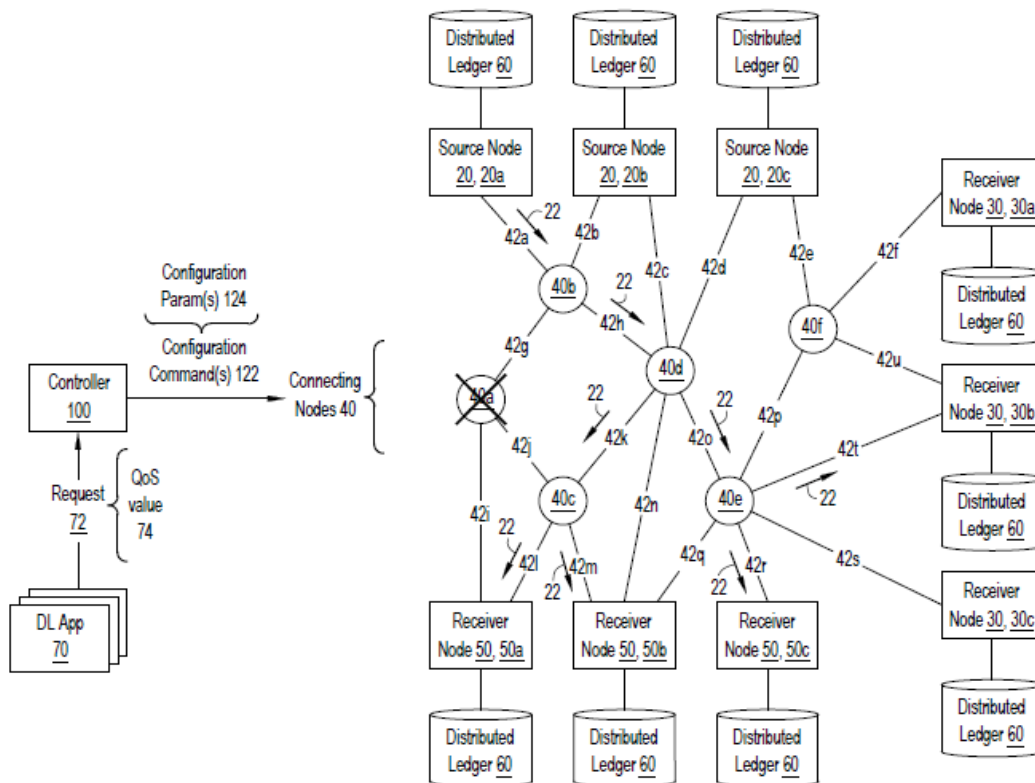 Distributed
Ledger 60
Distributed
Ledger 60
Distributed
Ledger 60
Source Node
20, 20a
Source Node
20, 20b
Source Node
20, 20c
Receiver
Node 30, 30a
Distributed
Ledger 60
22
42a
42b
42c
42d
42e
42f
40b
22
42h
40f
42g
42u
Configuration
Param(s) 124
Configuration
Command(s) 122
Connecting
Nodes 40
Controller
100
40a
40d
Receiver
Node 30, 30b
Distributed
Ledger 60
22
22
42j
42k
42o
42p
42t
Request
72
QoS
value
74
40c
40e
22
42i
42n
22
42l
22
42m
42q
22
42r
42s
DL App
70
Receiver
Node 50, 50a
Receiver
Node 50, 50b
Receiver
Node 50, 50c
Receiver
Node 30, 30c
Distributed
Ledger 60
Distributed
Ledger 60
Distributed
Ledger 60
Distributed
Ledger 60